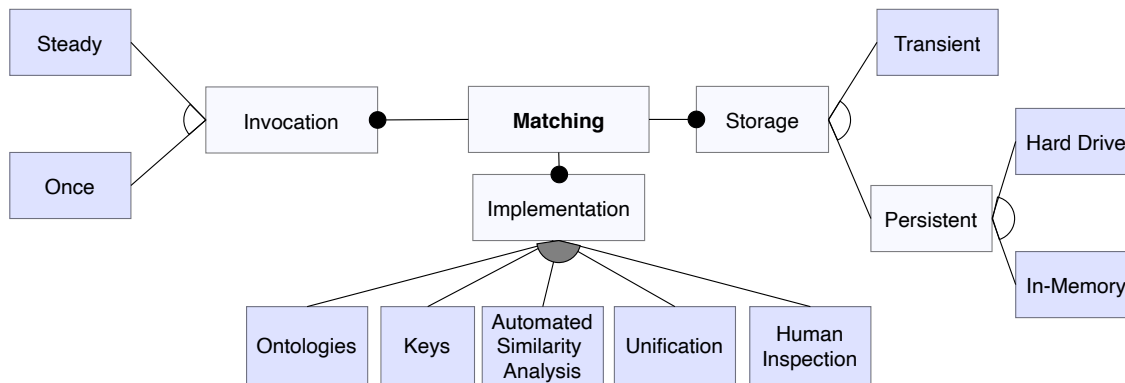 Steady
Transient
Invocation
Matching
Storage
Hard Drive
Once
Implementation
Persistent
In-Memory
Ontologies
Keys
Automated
Similarity
Analysis
Unification
Human
Inspection